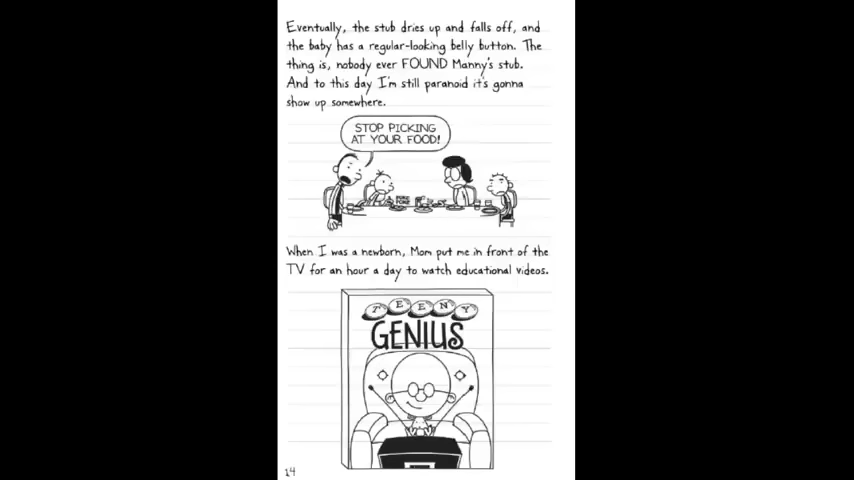 Eventually, the stub dries up and falls off, and
the baby has a regular-looking belly button. The
thing is, nobody ever FOUND Manny's stub.
And to this day I'm still paranoid it's gonna
show up somewhere.
STOP PICKING
AT YOUR FOOD!
When I was a newborn, Mom put me in front of the
TV for an hour a day to watch educational videos.
TEENY
GENIUS
14